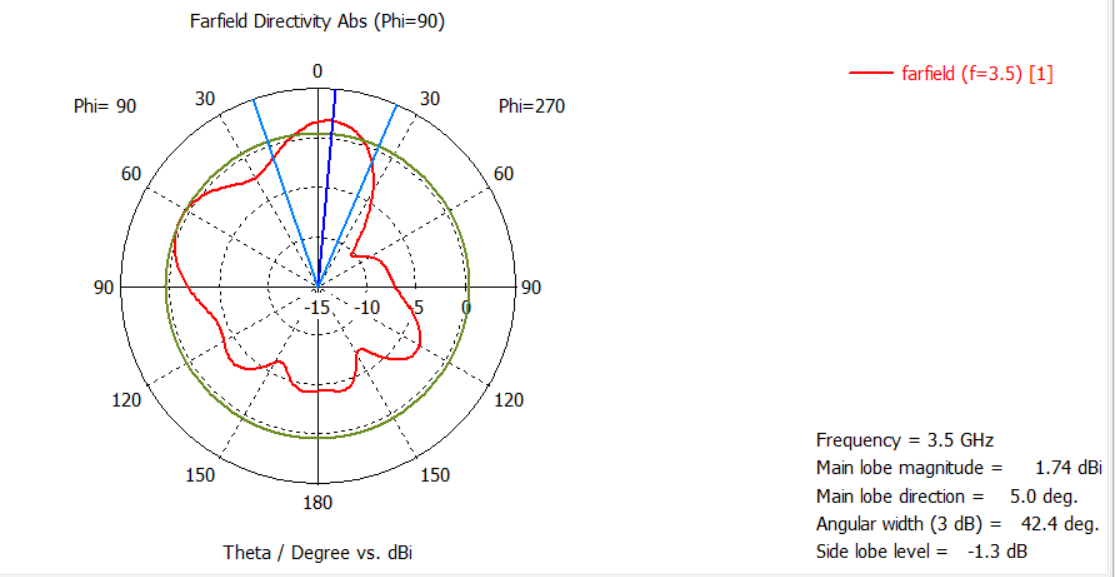 Farfield Directivity Abs (Phi=90)
farfield (f=3.5) [1]
0
Phi= 90
30
30
Phi=270
60
60
90
-15
-10
-5
0
90
120
120
150
150
180
Theta / Degree vs. dBi
Frequency = 3.5 GHz
Main lobe magnitude = 1.74 dBi
Main lobe direction = 5.0 deg.
Angular width (3 dB) = 42.4 deg.
Side lobe level = -1.3 dB